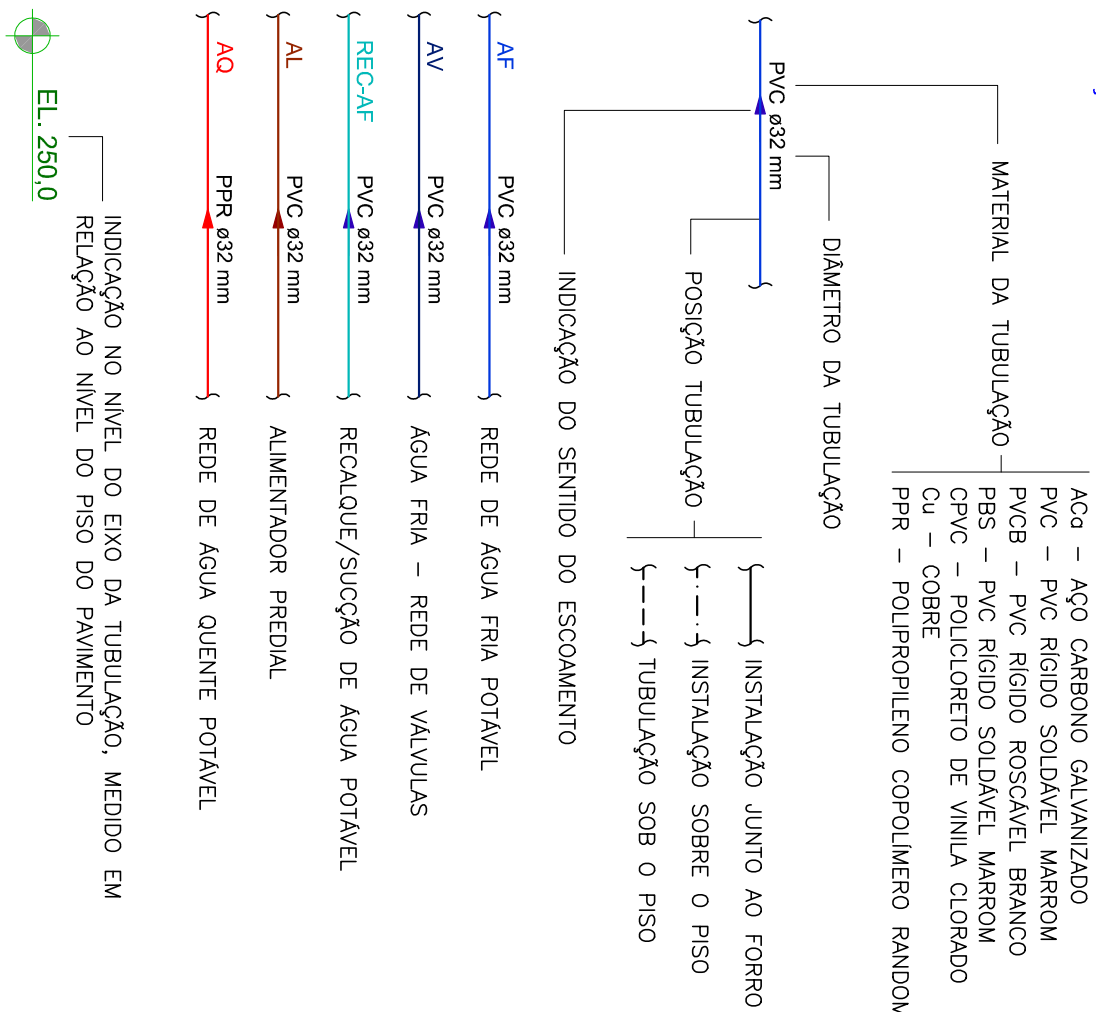 PVC ø32 mm
MATERIAL DA TUBULAÇÃO
ACa – AÇO CARBONO GALVANIZADO
PVC – PVC RÍGIDO SOLDÁVEL MARROM
PVCB – PVC RÍGIDO ROSCÁVEL BRANCO
PBS – PVC RÍGIDO SOLDÁVEL MARROM
CPVC – POLICLORETO DE VINILA CLORADO
Cu – COBRE
PPR – POLIPROPILENO COPOLÍMERO RANDOM
DIÂMETRO DA TUBULAÇÃO
POSIÇÃO TUBULAÇÃO
INSTALAÇÃO JUNTO AO FORRO
INSTALAÇÃO SOBRE O PISO
TUBULAÇÃO SOB O PISO
INDICAÇÃO DO SENTIDO DO ESCOAMENTO
AF PVC ø32 mm REDE DE ÁGUA FRIA POTÁVEL
AV PVC ø32 mm ÁGUA FRIA – REDE DE VÁLVULAS
REC-AF PVC ø32 mm RECALQUE/SUCÇÃO DE ÁGUA POTÁVEL
AL PVC ø32 mm ALIMENTADOR PREDIAL
AQ PPR ø32 mm REDE DE ÁGUA QUENTE POTÁVEL
EL. 250,0
INDICAÇÃO NO NÍVEL DO EIXO DA TUBULAÇÃO, MEDIDO EM
RELAÇÃO AO NÍVEL DO PISO DO PAVIMENTO